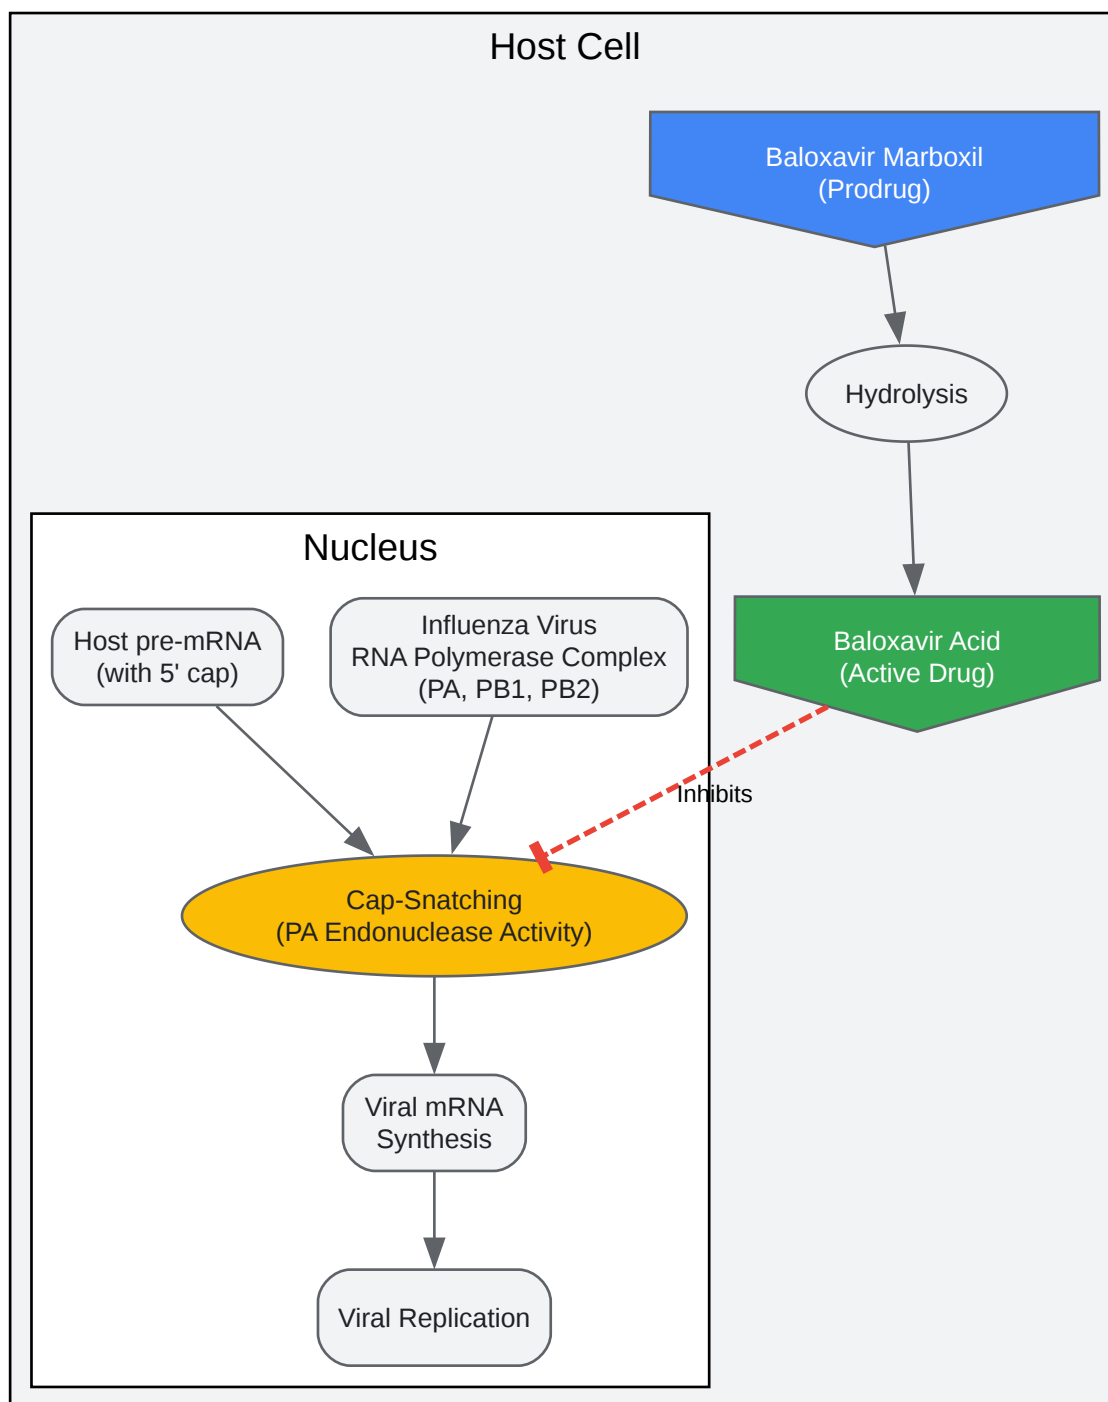 Host Cell
Baloxavir Marboxil
(Prodrug)
Hydrolysis
Nucleus
Host pre-mRNA
(with 5' cap)
Influenza Virus
RNA Polymerase Complex
(PA, PB1, PB2)
Baloxavir Acid
(Active Drug)
Inhibits
Cap-Snatching
(PA Endonuclease Activity)
Viral mRNA
Synthesis
Viral Replication